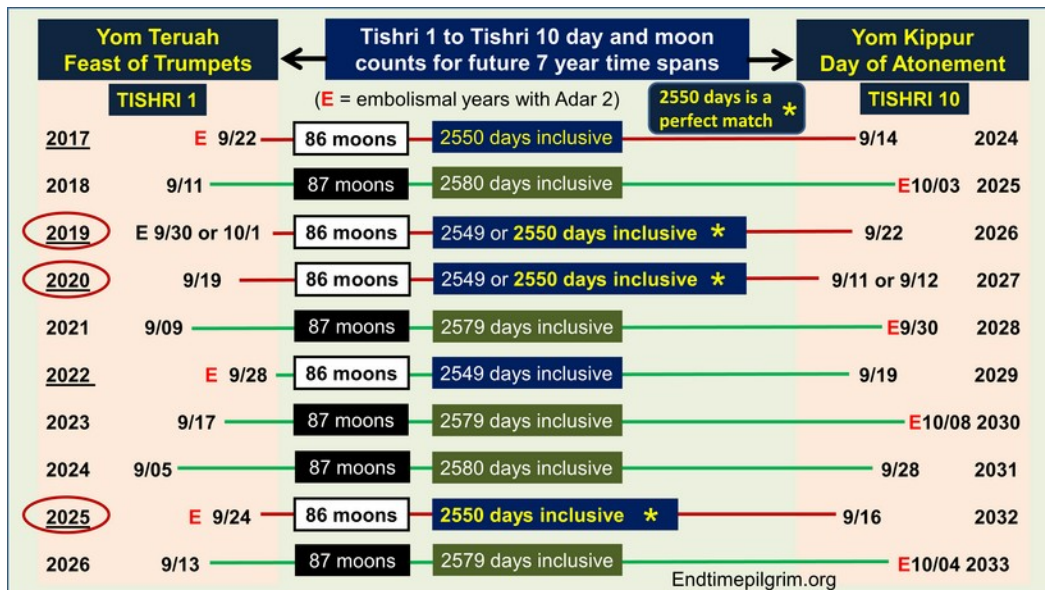 Yom Teruah
Feast of Trumpets
Tishri 1 to Tishri 10 day and moon
counts for future 7 year time spans
Yom Kippur
Day of Atonement
TISHRI 1
(E = embolismal years with Adar 2)
2550 days is a
perfect match *
TISHRI 10
2017 E 9/22 86 moons 2550 days inclusive 9/14 2024
2018 9/11 87 moons 2580 days inclusive E10/03 2025
2019 E 9/30 or 10/1 86 moons 2549 or 2550 days inclusive * 9/22 2026
2020 9/19 86 moons 2549 or 2550 days inclusive * 9/11 or 9/12 2027
2021 9/09 87 moons 2579 days inclusive E9/30 2028
2022 E 9/28 86 moons 2549 days inclusive 9/19 2029
2023 9/17 87 moons 2579 days inclusive E10/08 2030
2024 9/05 87 moons 2580 days inclusive 9/28 2031
2025 E 9/24 86 moons 2550 days inclusive * 9/16 2032
2026 9/13 87 moons 2579 days inclusive E10/04 2033
Endtimepilgrim.org